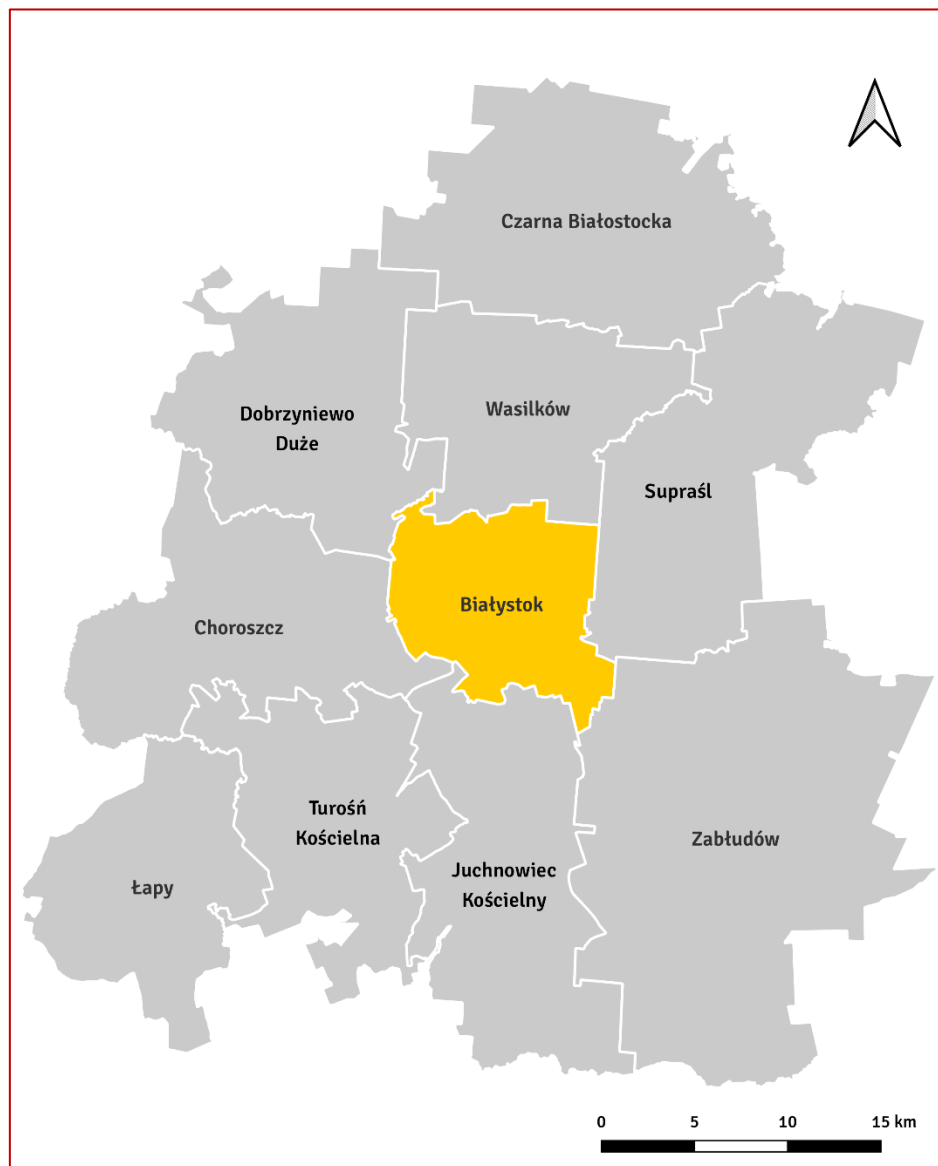 Czarna Białostocka
Dobrzyniewo
Duże
Wasilków
Supraśl
Białystok
Choroszcz
Turośń
Kościelna
Zabłudów
Juchnowiec
Kościelny
Łapy
0 5 10 15 km